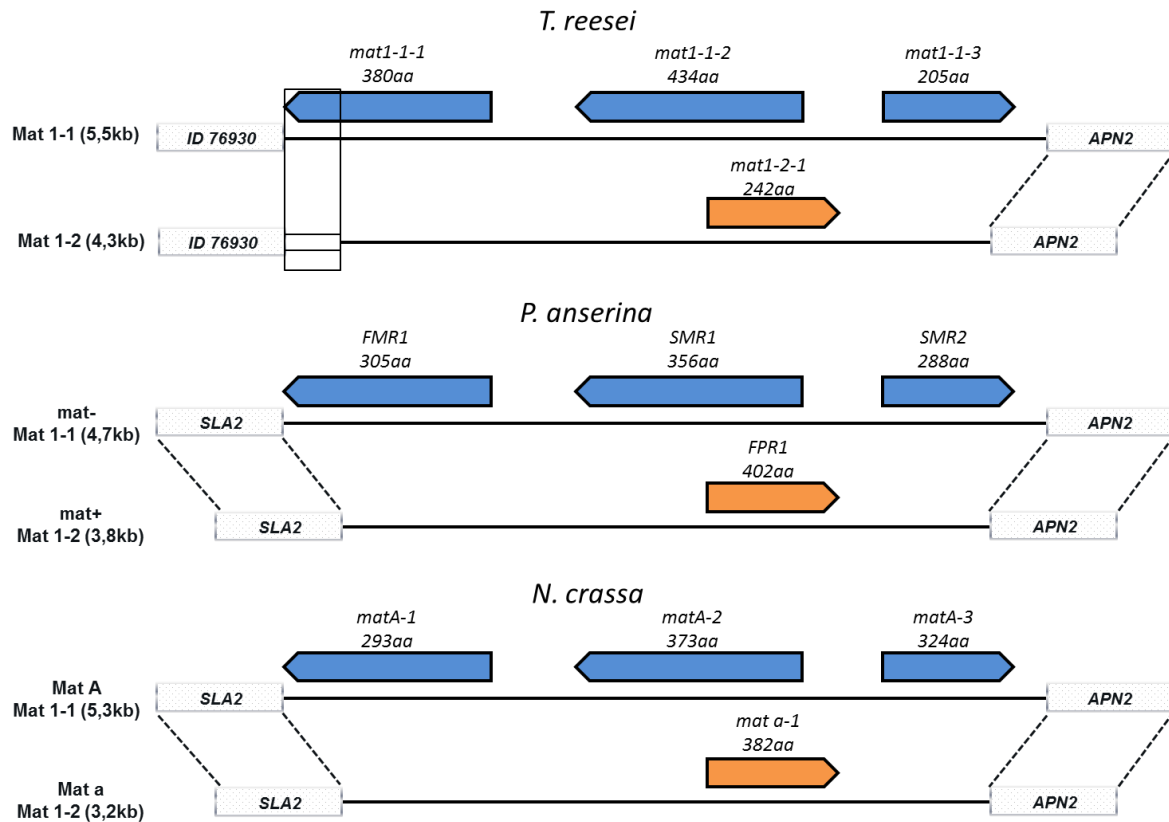 T. reesei
mat1-1-1 mat1-1-2 mat1-1-3
380aa 434aa 205aa
Mat 1-1 (5,5kb) ID 76930 APN2
mat1-2-1
242aa
Mat 1-2 (4,3kb) ID 76930 APN2
P. anserina
FMR1 SMR1 SMR2
305aa 356aa 288aa
mat-
Mat 1-1 (4,7kb) SLA2 APN2
FPR1
402aa
mat+
Mat 1-2 (3,8kb) SLA2 APN2
N. crassa
matA-1 matA-2 matA-3
293aa 373aa 324aa
Mat A
Mat 1-1 (5,3kb) SLA2 APN2
mat a-1
382aa
Mat a
Mat 1-2 (3,2kb) SLA2 APN2